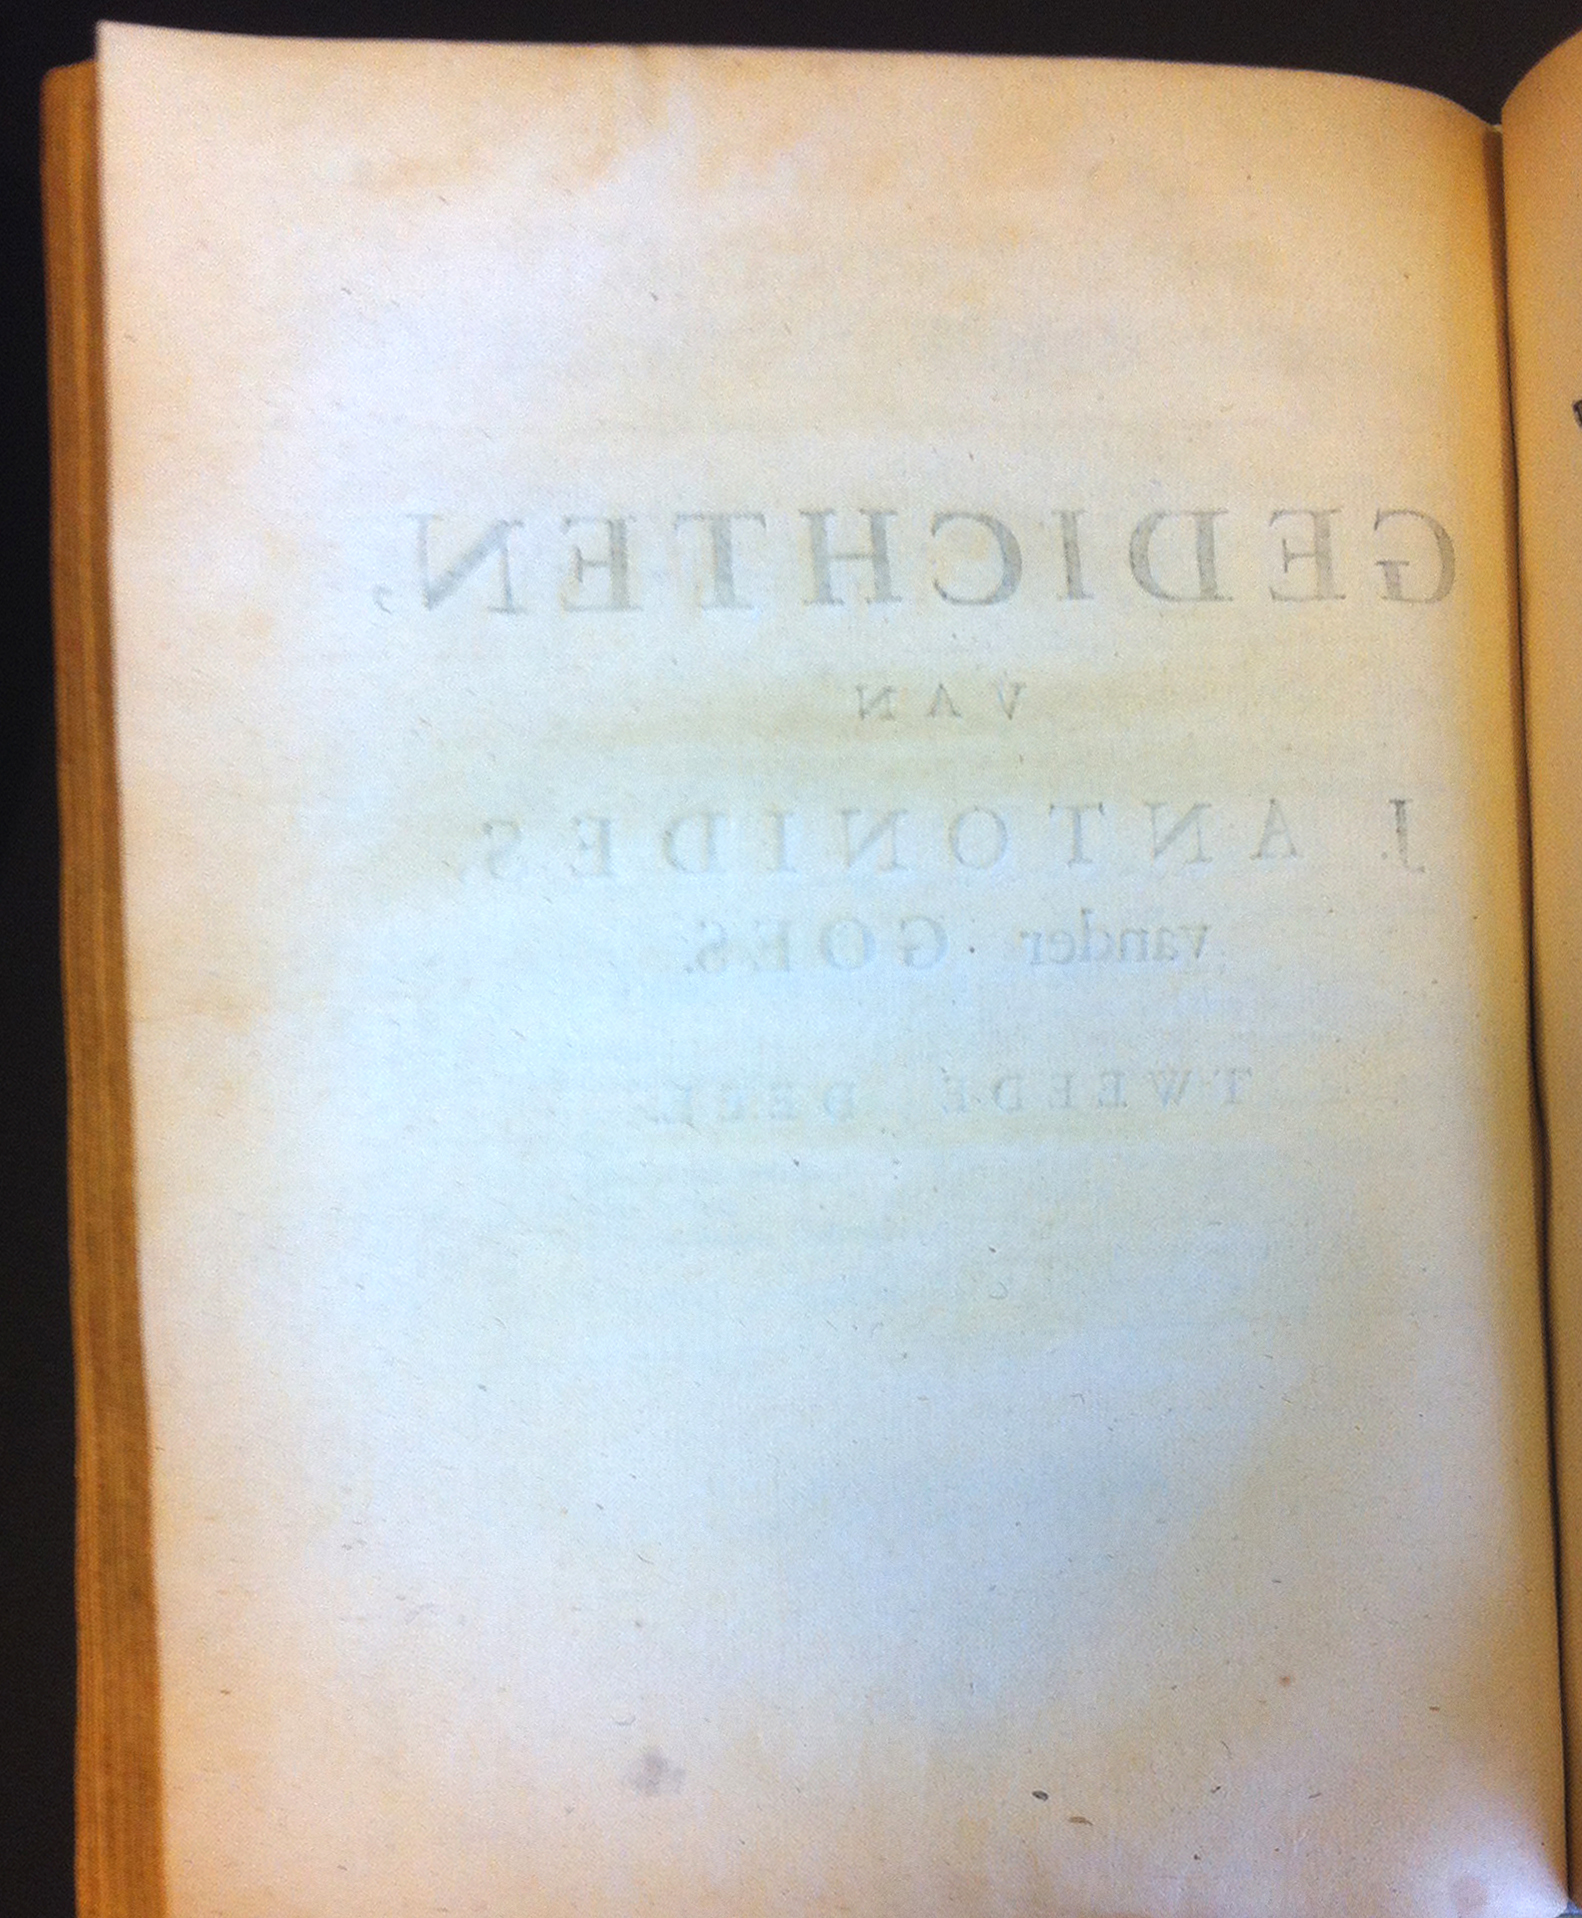 GEDICHTEN,
VAN
J. ANTONIDES,
vander GOES.
TWEEDE DEEL.